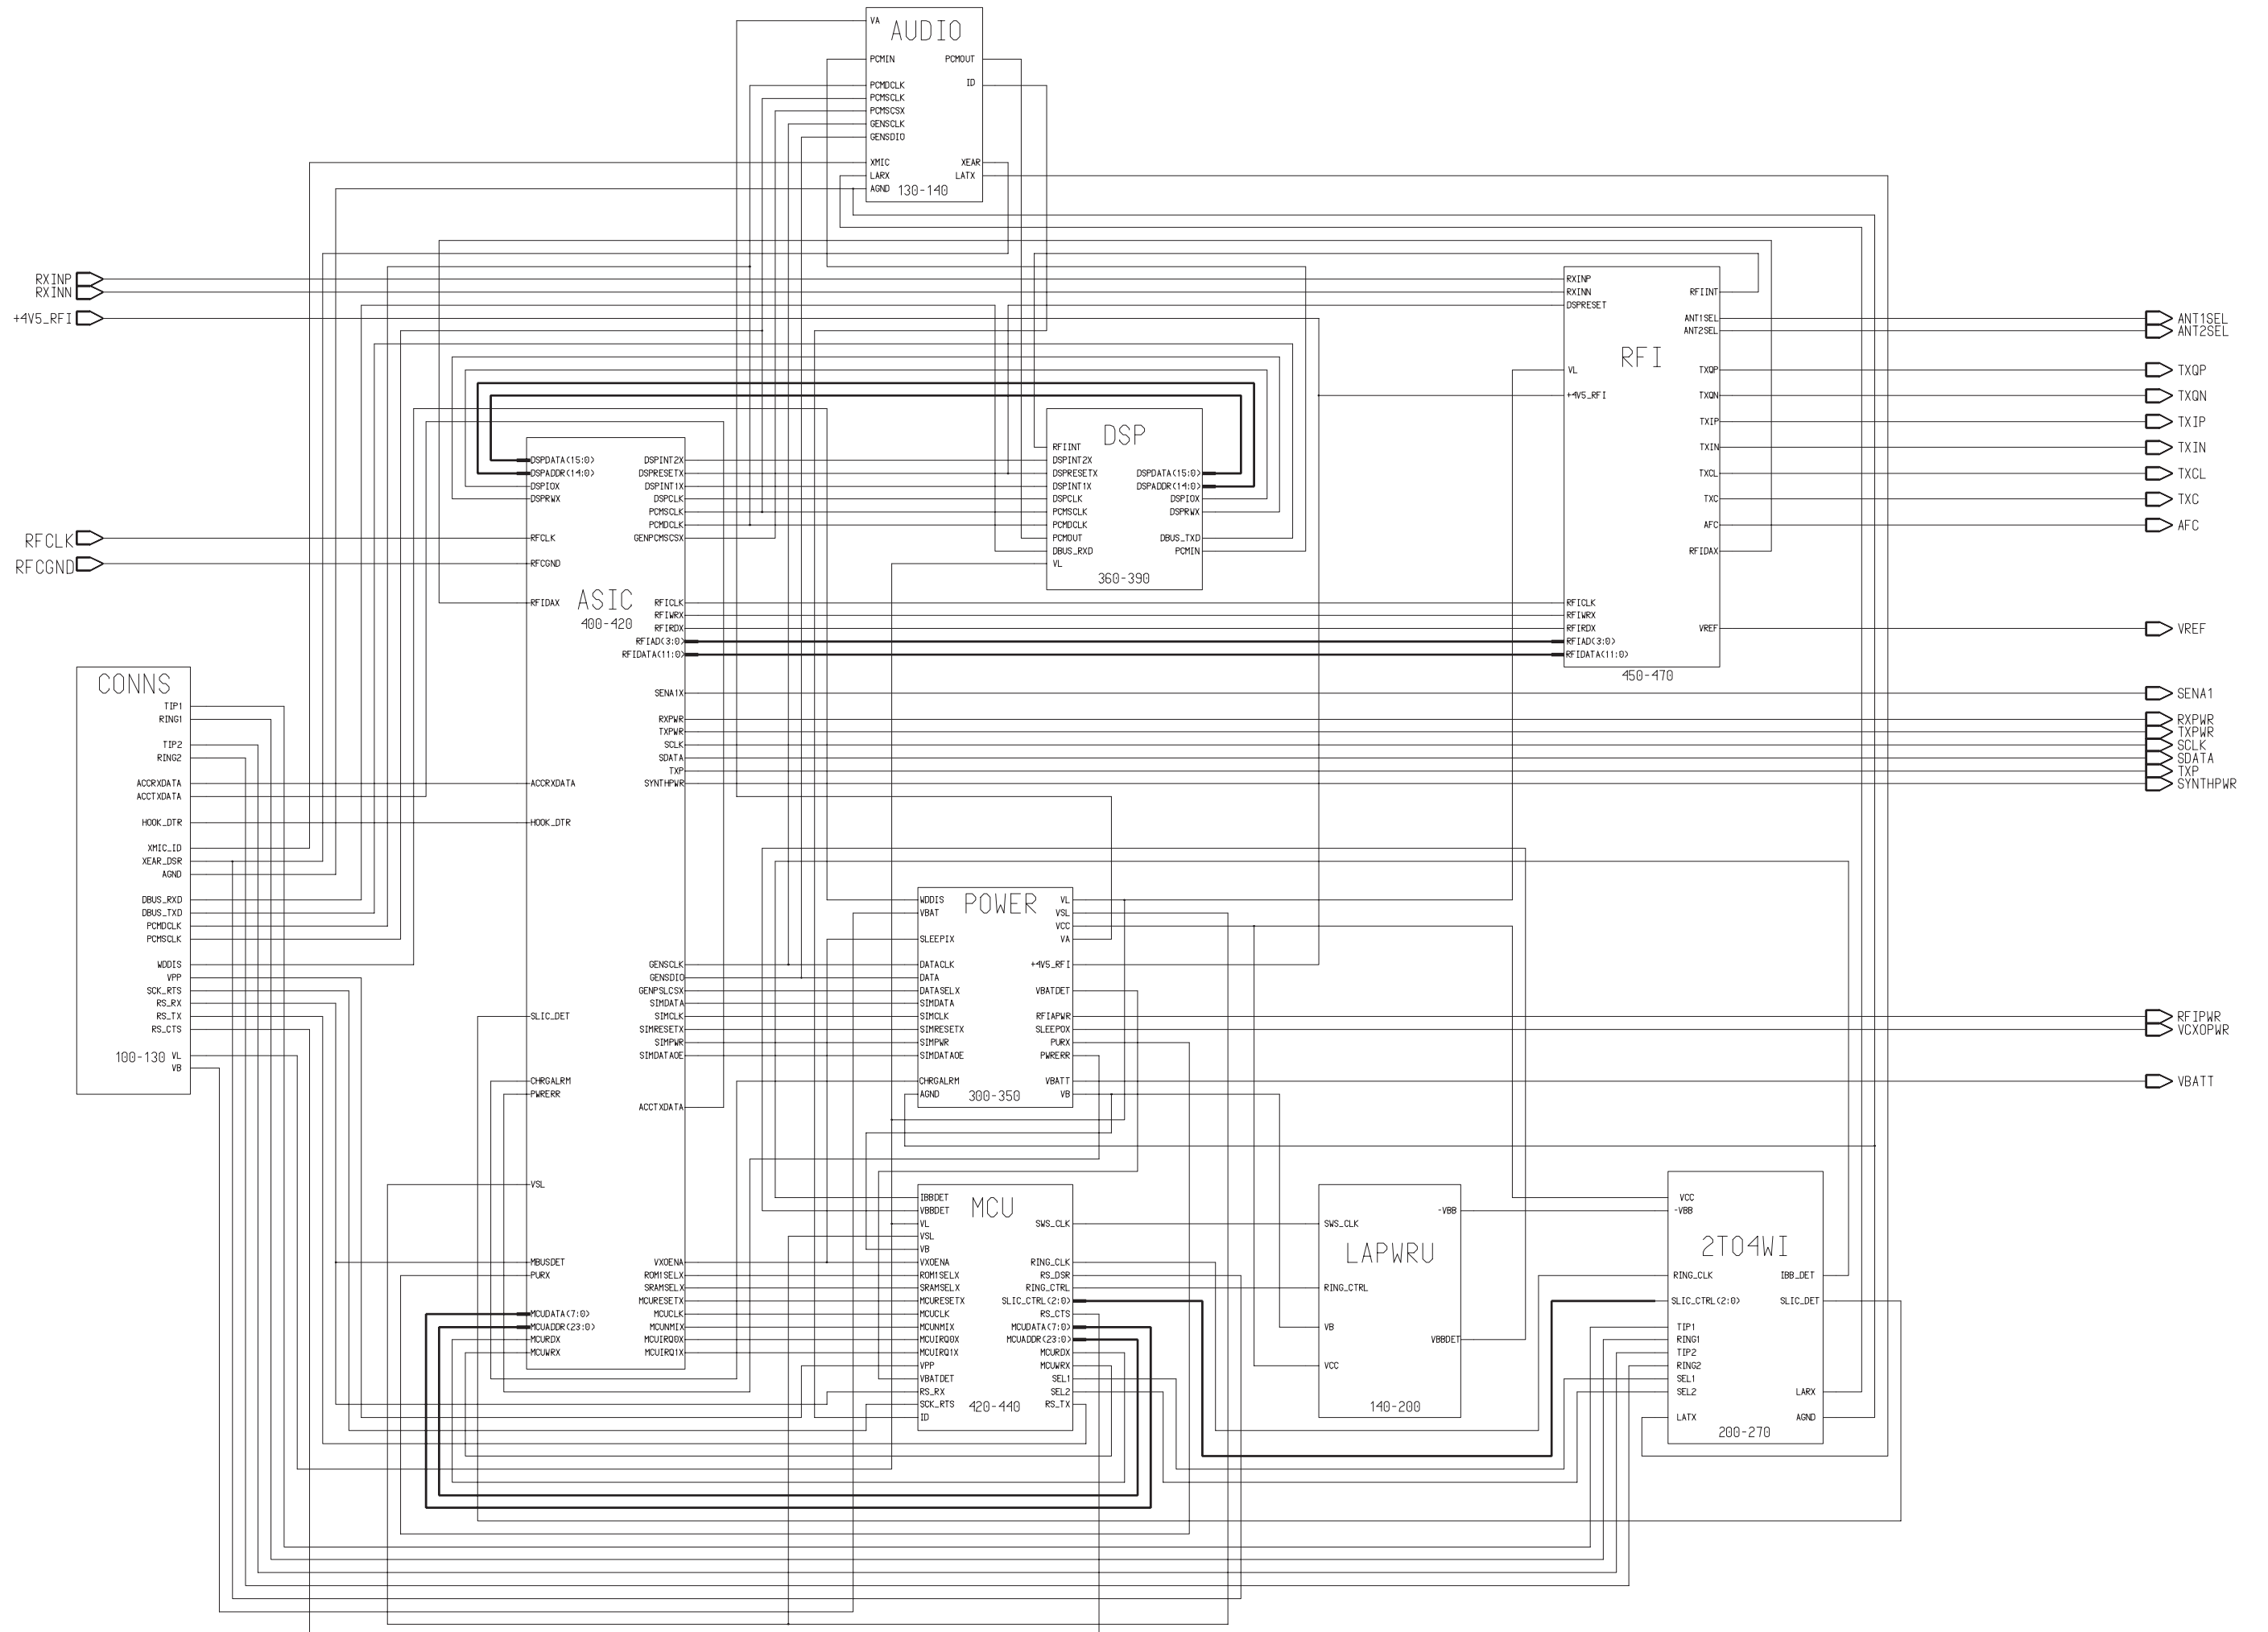 AUDIO
VA
PCMIN
PCMDCLK
PCMSCLK
PCMSCSX
GENSCLK
GENSDIO
XMIC
LARX
AGND
PCMOUT
ID
XEAR
LATX
130-140
RXINP
RXINN
+4V5_RFI
RFCLK
RFCGND
CONNS
TIP1
RING1
TIP2
RING2
ACCRXDATA
ACCTXDATA
HOOK_DTR
XMIC_ID
XEAR_DSR
AGND
DBUS_RXD
DBUS_TXD
PCMDCLK
PCMSCLK
WDDIS
VPP
SCK_RTS
RS_RX
RS_TX
RS_CTS
100-130
VL
VB
ASIC
400-420
DSPDATA(15:0)
DSPADDR(14:0)
DSPIOX
DSPRWX
RFCLK
RFCGND
RFIDAX
ACCRXDATA
HOOK_DTR
SLIC_DET
CHRGALRM
PWRERR
VSL
MBUSDET
PURX
MCUDATA(7:0)
MCUADDR(23:0)
MCURDX
MCUWRX
DSPINT2X
DSPRESETX
DSPINT1X
DSPCLK
PCMSCLK
PCMDCLK
GENPCMSCSX
RFICLK
RFIWRX
RFIRDX
RFIAD(3:0)
RFIDATA(11:0)
SENA1X
RXPWR
TXPWR
SCLK
SDATA
TXP
SYNTHPWR
GENSCLK
GENSDIO
GENPSLCSX
SIMDATA
SIMCLK
SIMRESETX
SIMPWR
SIMDATAOE
ACCTXDATA
VXOENA
ROM1SELX
SRAMSELX
MCURESETX
MCUCLK
MCUNMIX
MCUIRQ0X
MCUIRQ1X
DSP
RFIINT
DSPINT2X
DSPRESETX
DSPINT1X
DSPCLK
PCMSCLK
PCMDCLK
PCMOUT
DBUS_RXD
VL
DSPDATA(15:0)
DSPADDR(14:0)
DSPIOX
DSPRWX
DBUS_TXD
PCMIN
360-390
RFI
RXINP
RXINN
DSPRESET
VL
+4V5_RFI
RFICLK
RFIWRX
RFIRDX
RFIAD(3:0)
RFIDATA(11:0)
RFIINT
ANT1SEL
ANT2SEL
TXQP
TXQN
TXIP
TXIN
TXCL
TXC
AFC
RFIDAX
VREF
450-470
POWER
WDDIS
VBAT
SLEEPIX
DATACLK
DATA
DATASELX
SIMDATA
SIMCLK
SIMRESETX
SIMPWR
SIMDATAOE
CHRGALRM
AGND
VL
VSL
VCC
VA
+4V5_RFI
VBATDET
RFIAPWR
SLEEPOX
PURX
PWRERR
VBATT
VB
300-350
MCU
IBBDET
VBBDET
VL
VSL
VB
VXOENA
ROM1SELX
SRAMSELX
MCURESETX
MCUCLK
MCUNMIX
MCUIRQ0X
MCUIRQ1X
VPP
VBATDET
RS_RX
SCK_RTS
ID
SWS_CLK
RING_CLK
RS_DSR
RING_CTRL
SLIC_CTRL(2:0)
RS_CTS
MCUDATA(7:0)
MCUADDR(23:0)
MCURDX
MCUWRX
SEL1
SEL2
RS_TX
420-440
LAPWRU
SWS_CLK
RING_CTRL
VB
VCC
-VBB
VBBDET
140-200
2TO4WI
VCC
-VBB
RING_CLK
SLIC_CTRL(2:0)
TIP1
RING1
TIP2
RING2
SEL1
SEL2
LATX
IBB_DET
SLIC_DET
LARX
AGND
200-270
ANT1SEL
ANT2SEL
TXQP
TXQN
TXIP
TXIN
TXCL
TXC
AFC
VREF
SENA1
RXPWR
TXPWR
SCLK
SDATA
TXP
SYNTHPWR
RFIPWR
VCXOPWR
VBATT